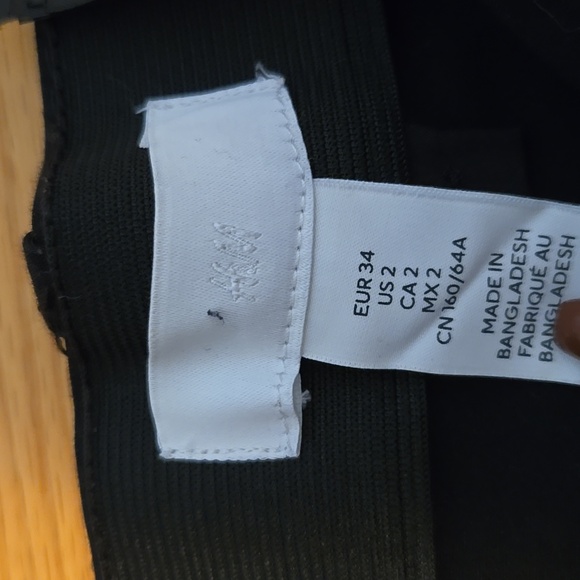 H&M
EUR 34
US 2
CA 2
MX 2
CN 160/64A
MADE IN
BANGLADESH
FABRIQUÉ AU
BANGLADESH